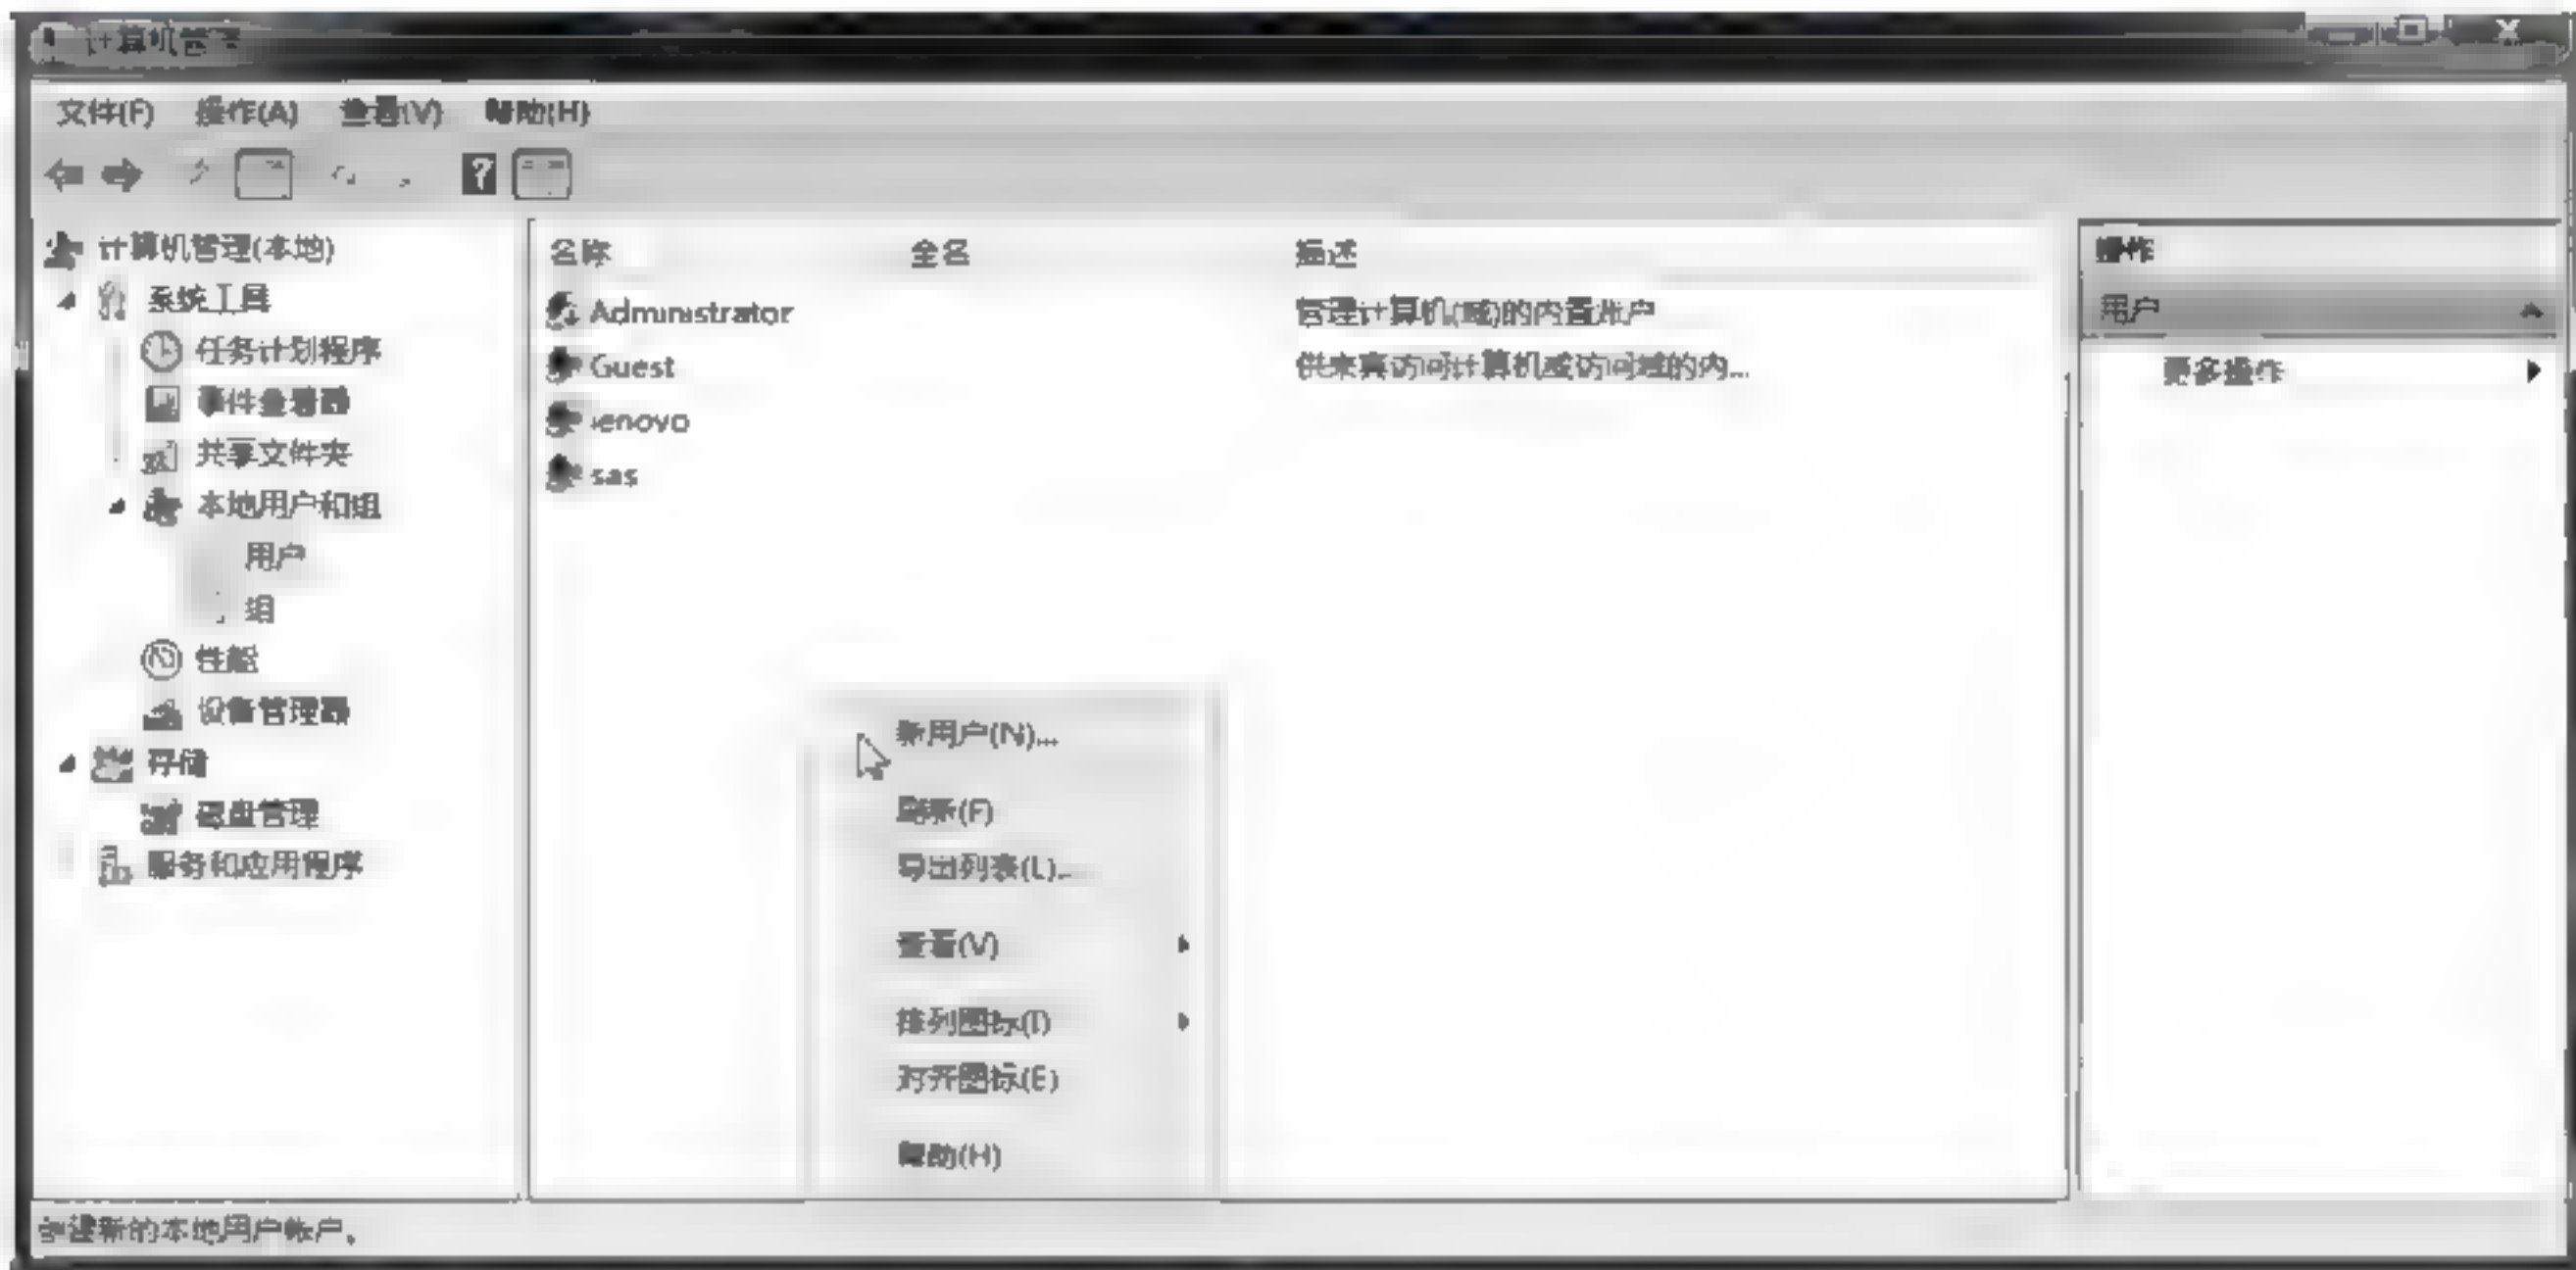 计算机管理
文件(F) 操作(A) 查看(V) 帮助(H)
计算机管理(本地)
系统工具
任务计划程序
事件查看器
共享文件夹
本地用户和组
用户
组
性能
设备管理器
存储
磁盘管理
服务和应用程序
名称 全名 描述
Administrator 管理计算机(域)的内置帐户
Guest 供来宾访问计算机或访问域的内...
lenovo
sas
新用户(N)...
刷新(F)
导出列表(L)...
查看(V)
排列图标(I)
对齐图标(E)
帮助(H)
操作
用户
更多操作
创建新的本地用户帐户。